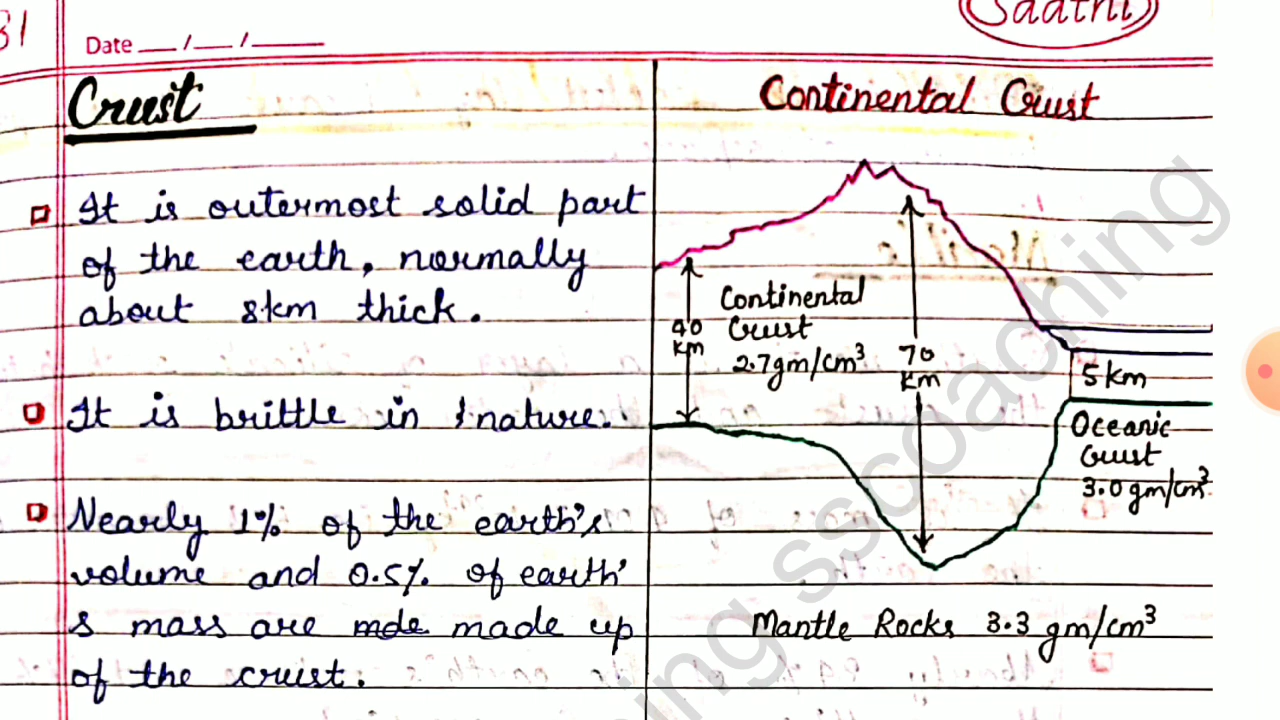 31
Date __/__/____
Saathi
Crust
It is outermost solid part
of the earth, normally
about 8km thick.
It is brittle in nature.
Nearly 1% of the earth's
volume and 0.5% of earth'
s mass are mde made up
of the crust.
Continental Crust
Continental
Crust
2.7gm/cm³
40
km
70
km
5km
Oceanic
Crust
3.0gm/cm³
Mantle Rocks 3.3 gm/cm³
ing sscoaching